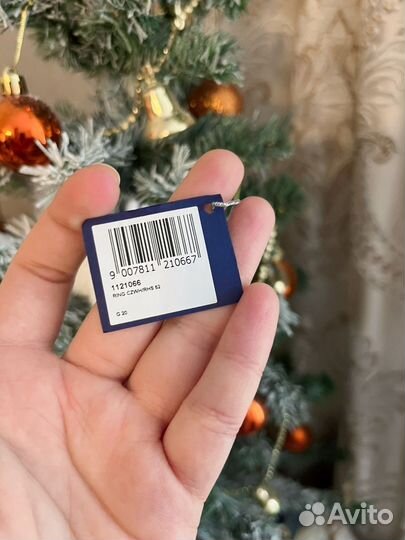 9 007811 210667
1121066
RING CZWH/RHS 52
G 20
Avito